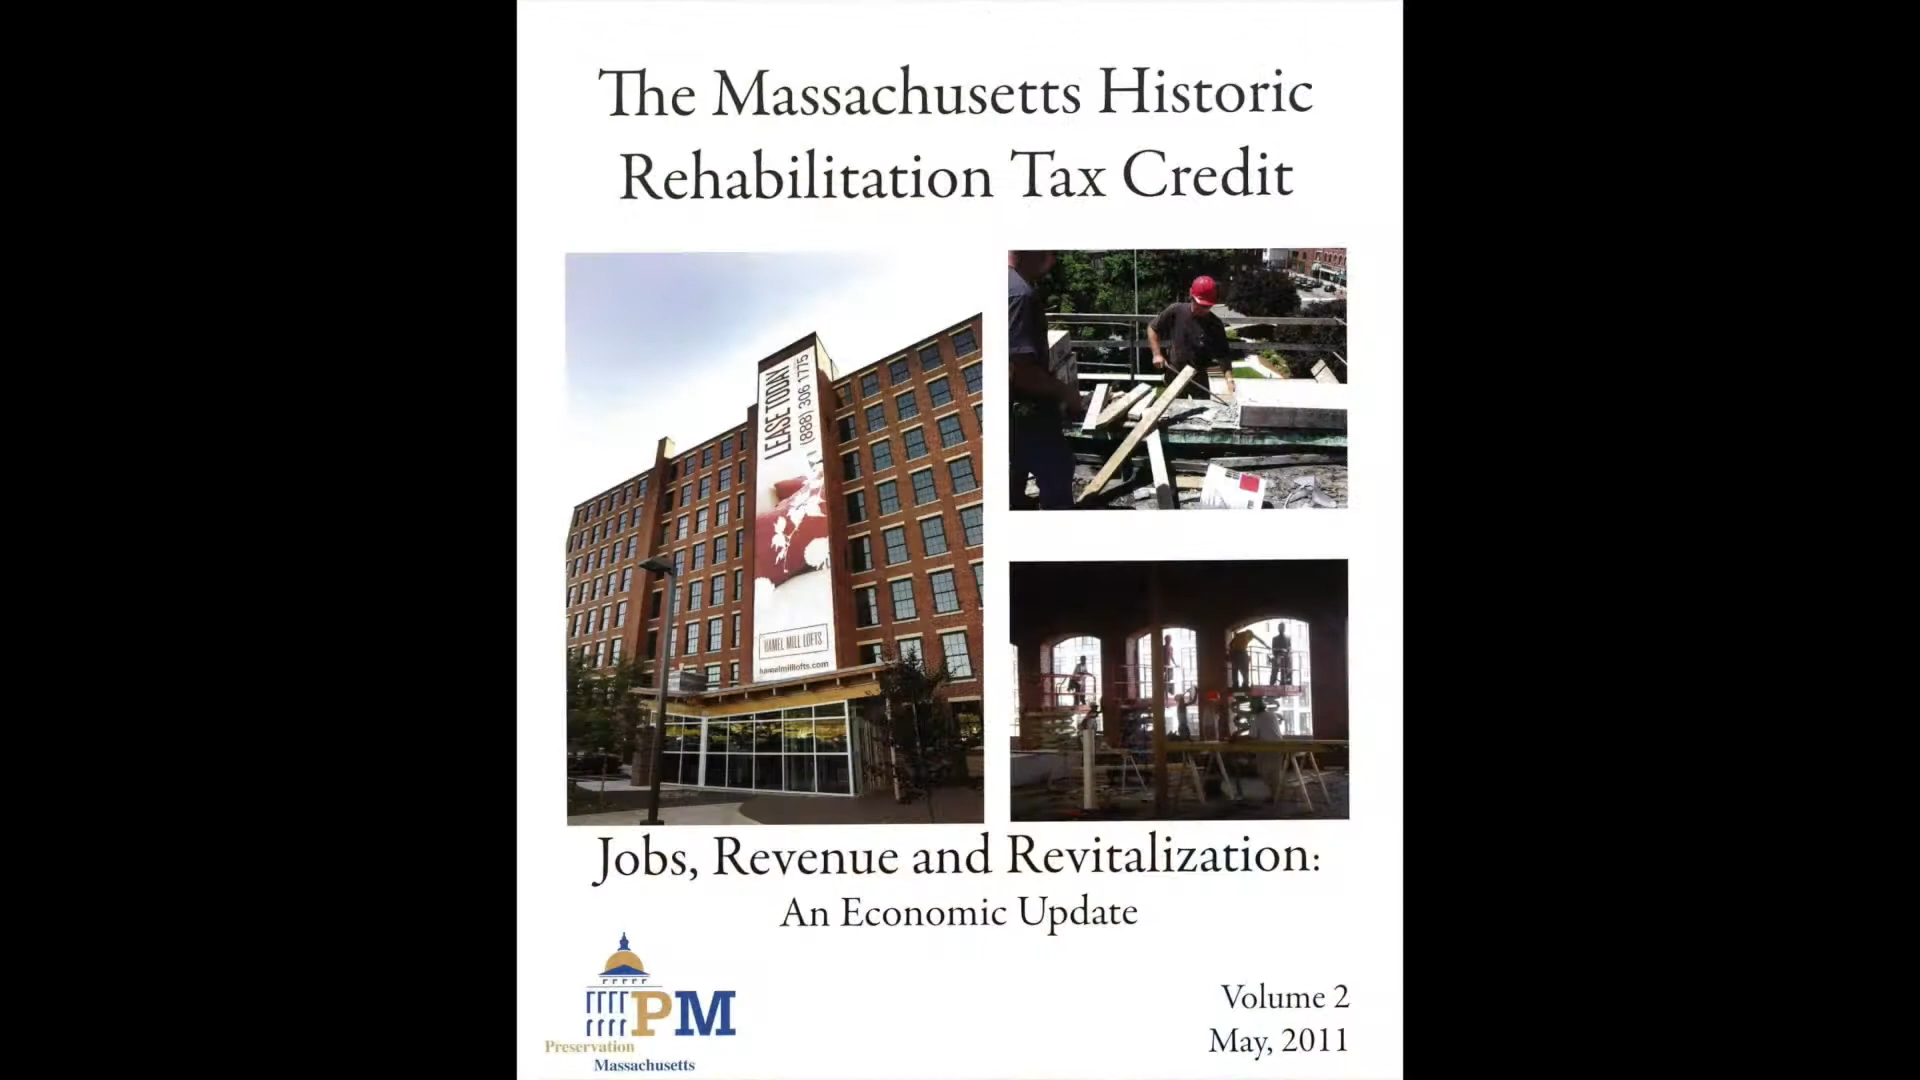 The Massachusetts Historic
Rehabilitation Tax Credit
LEASE TODAY
(888) 306 1775
HAMEL MILL LOFTS
hamelmilllofts.com
Jobs, Revenue and Revitalization:
An Economic Update
PM
Preservation
Massachusetts
Volume 2
May, 2011